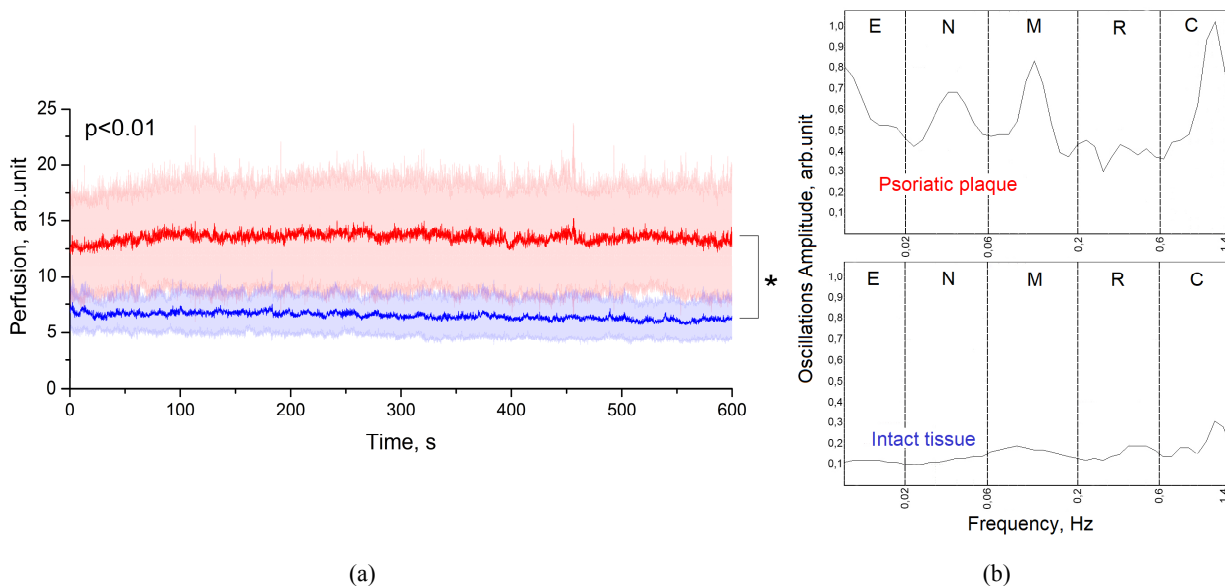 p<0.01
25
20
15
10
5
0
Perfusion, arb.unit
0 100 200 300 400 500 600
Time, s
*
(a)
Oscillations Amplitude, arb.unit
E N M R C
1,0
0,9
0,8
0,7
0,6
0,5
0,4
0,3
0,2
0,1
Psoriatic plaque
0,02 0,06 0,2 0,6 1,4
E N M R C
1,0
0,9
0,8
0,7
0,6
0,5
0,4
0,3
0,2
0,1
Intact tissue
0,02 0,06 0,2 0,6 1,4
Frequency, Hz
(b)